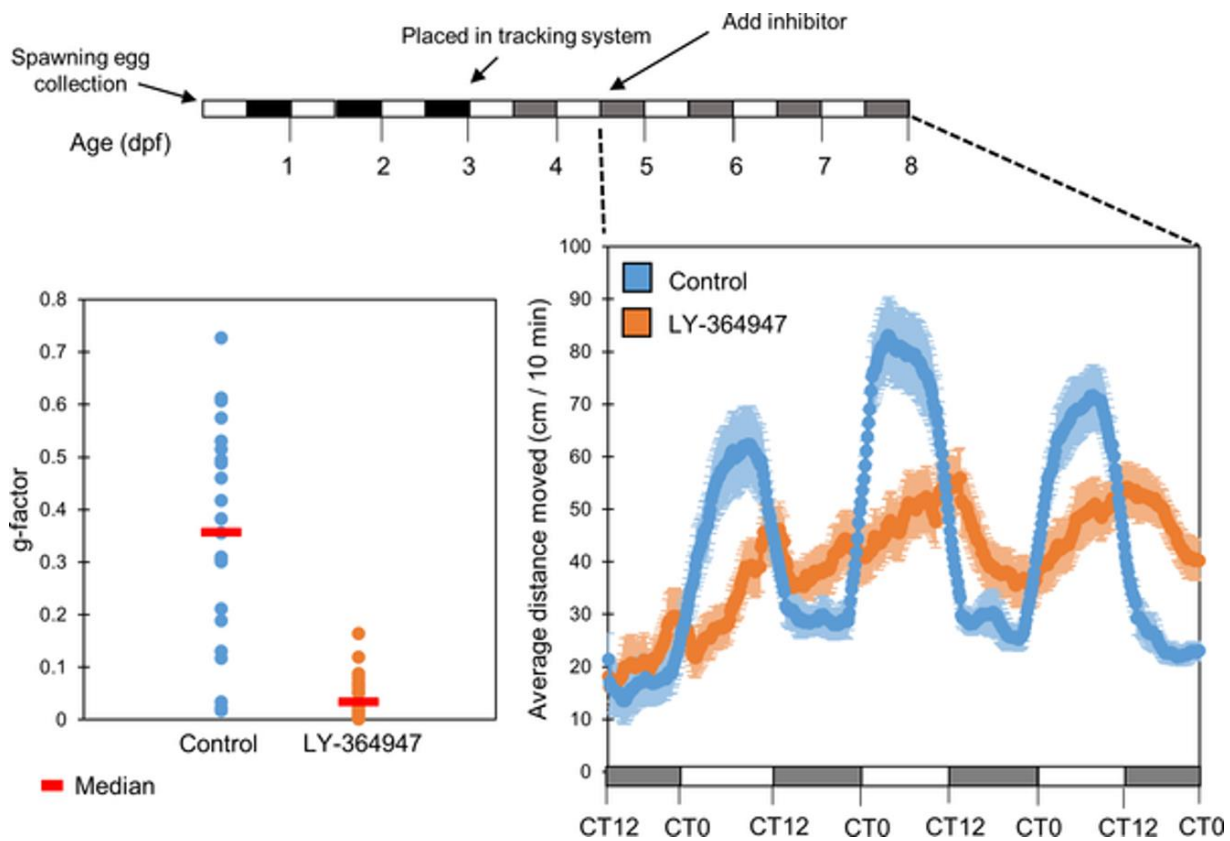 Placed in tracking system
Add inhibitor
Spawning egg
collection
Age (dpf)
1
2
3
4
5
6
7
8
g-factor
0.8
0.7
0.6
0.5
0.4
0.3
0.2
0.1
0
Control
LY-364947
Median
Average distance moved (cm / 10 min)
100
90
80
70
60
50
40
30
20
10
0
Control
LY-364947
CT12
CT0
CT12
CT0
CT12
CT0
CT12
CT0